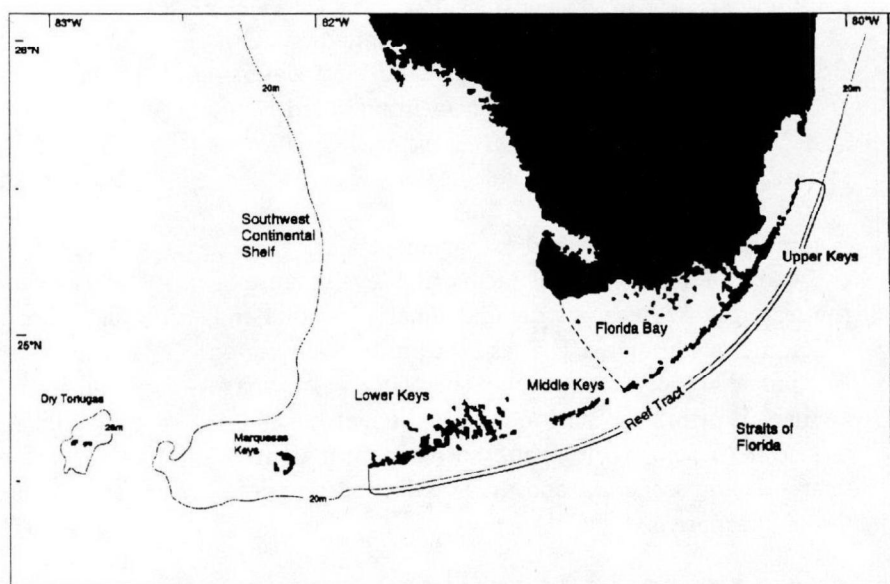 83°W
82°W
80°W
26°N
20m
20m
Southwest
Continental
Shelf
Upper Keys
25°N
Florida Bay
Dry Tortugas
Lower Keys
Middle Keys
Reef Tract
Straits of
Florida
Marquesas
Keys
20m